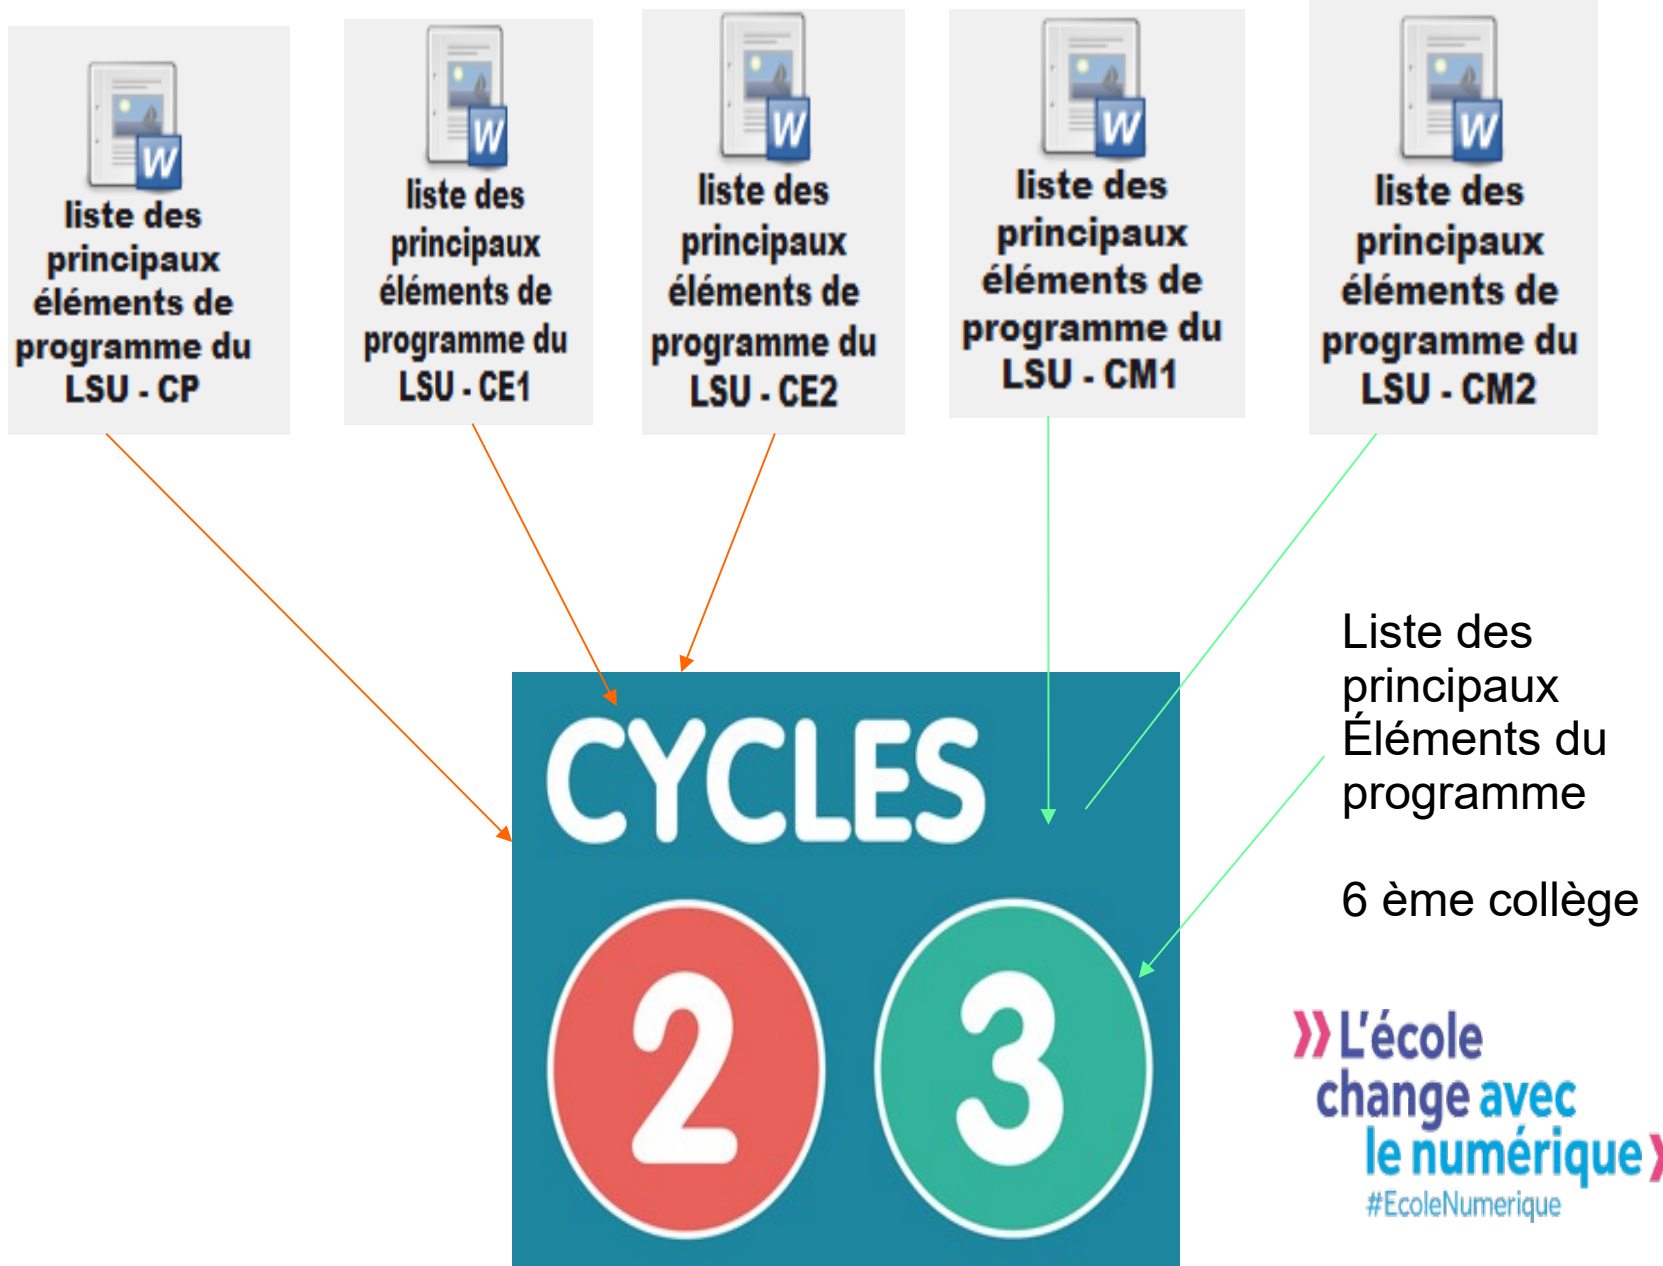 W
liste des
principaux
éléments de
programme du
LSU - CP
W
liste des
principaux
éléments de
programme du
LSU - CE1
W
liste des
principaux
éléments de
programme du
LSU - CE2
W
liste des
principaux
éléments de
programme du
LSU - CM1
W
liste des
principaux
éléments de
programme du
LSU - CM2
Liste des
principaux
Éléments du
programme
6 ème collège
CYCLES
2 3
L'école
change avec
le numérique
#EcoleNumerique